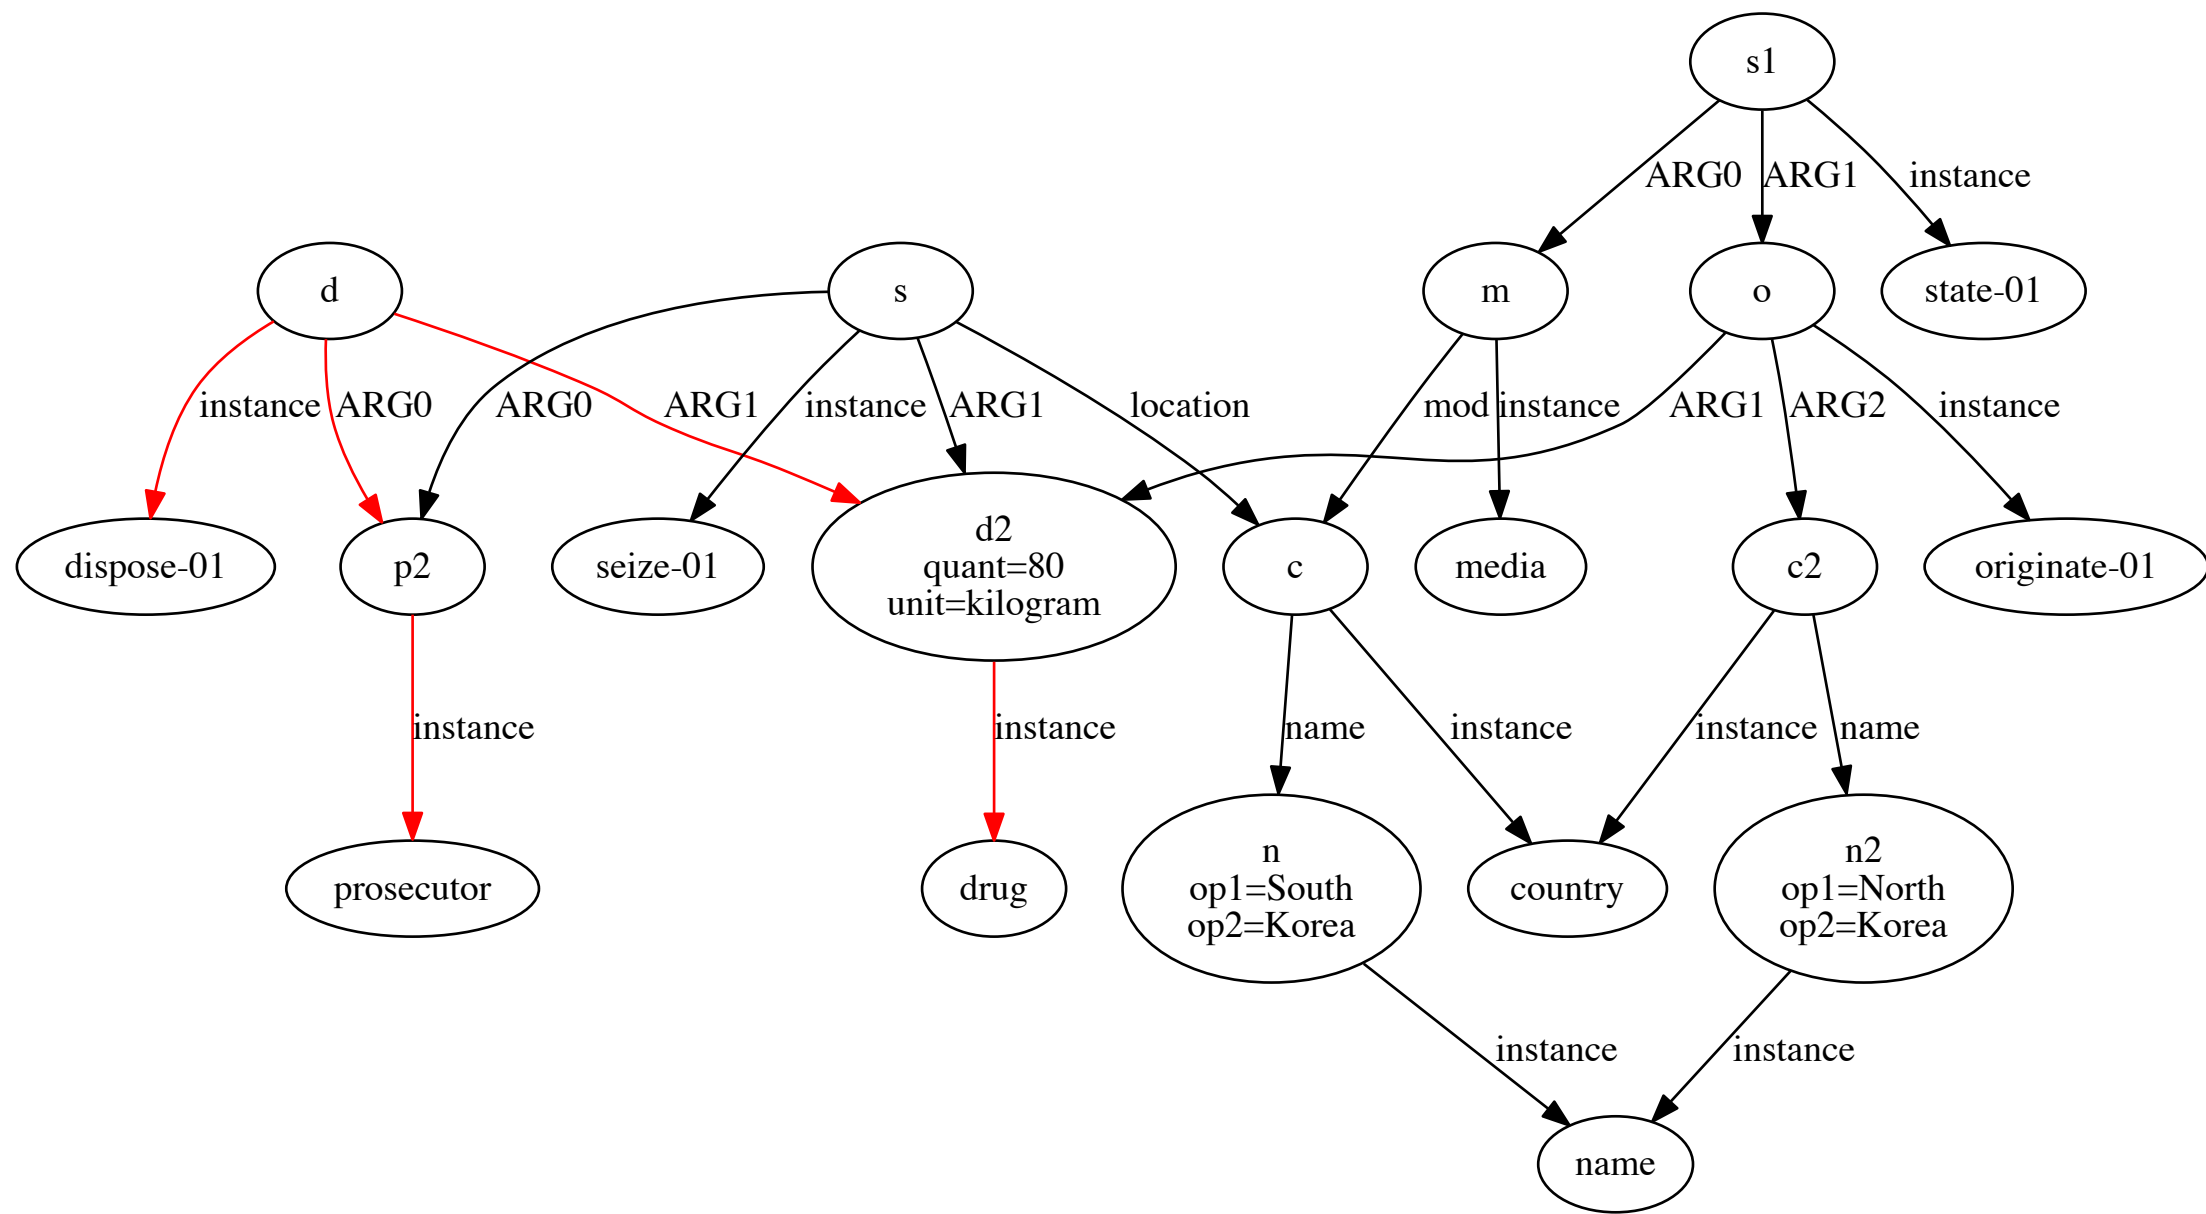 s1
ARG0
ARG1
instance
d
s
m
o
state-01
instance
ARG0
ARG0
ARG1
instance
ARG1
location
mod
instance
ARG1
ARG2
instance
dispose-01
p2
seize-01
d2
quant=80
unit=kilogram
c
media
c2
originate-01
instance
instance
name
instance
instance
name
prosecutor
drug
n
op1=South
op2=Korea
country
n2
op1=North
op2=Korea
instance
instance
name